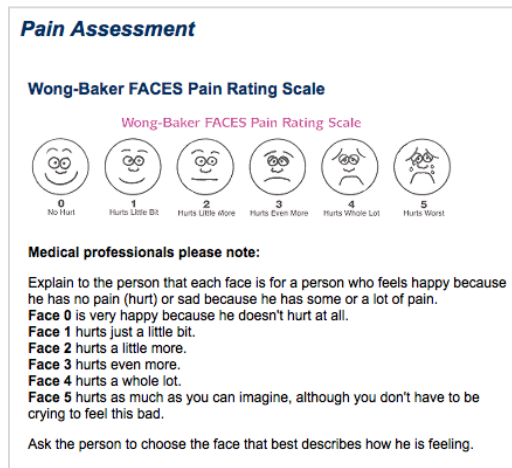 Pain Assessment
Wong-Baker FACES Pain Rating Scale
Wong-Baker FACES Pain Rating Scale
0 1 2 3 4 5
No Hurt Hurts Little Bit Hurts Little More Hurts Even More Hurts Whole Lot Hurts Worst
Medical professionals please note:
Explain to the person that each face is for a person who feels happy because
he has no pain (hurt) or sad because he has some or a lot of pain.
Face 0 is very happy because he doesn't hurt at all.
Face 1 hurts just a little bit.
Face 2 hurts a little more.
Face 3 hurts even more.
Face 4 hurts a whole lot.
Face 5 hurts as much as you can imagine, although you don't have to be
crying to feel this bad.
Ask the person to choose the face that best describes how he is feeling.